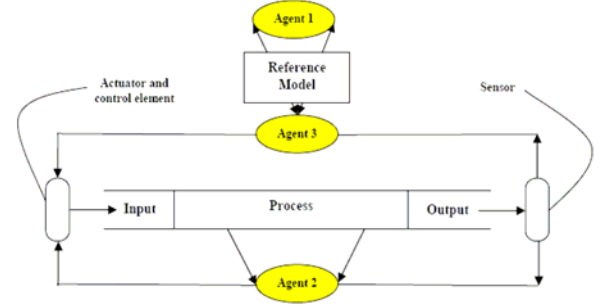 Agent 1
Reference
Model
Actuator and
control element
Sensor
Agent 3
Input
Process
Output
Agent 2